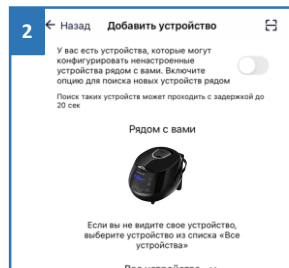 2
← Назад Добавить устройство
У вас есть устройства, которые могут
конфигурировать ненастроенные
устройства рядом с вами. Включите
опцию для поиска новых устройств рядом
Поиск таких устройств может проходить с задержкой до
20 сек
Рядом с вами
Если вы не видите свое устройство,
выберите устройство из списка «Все
устройства»
Все устройства